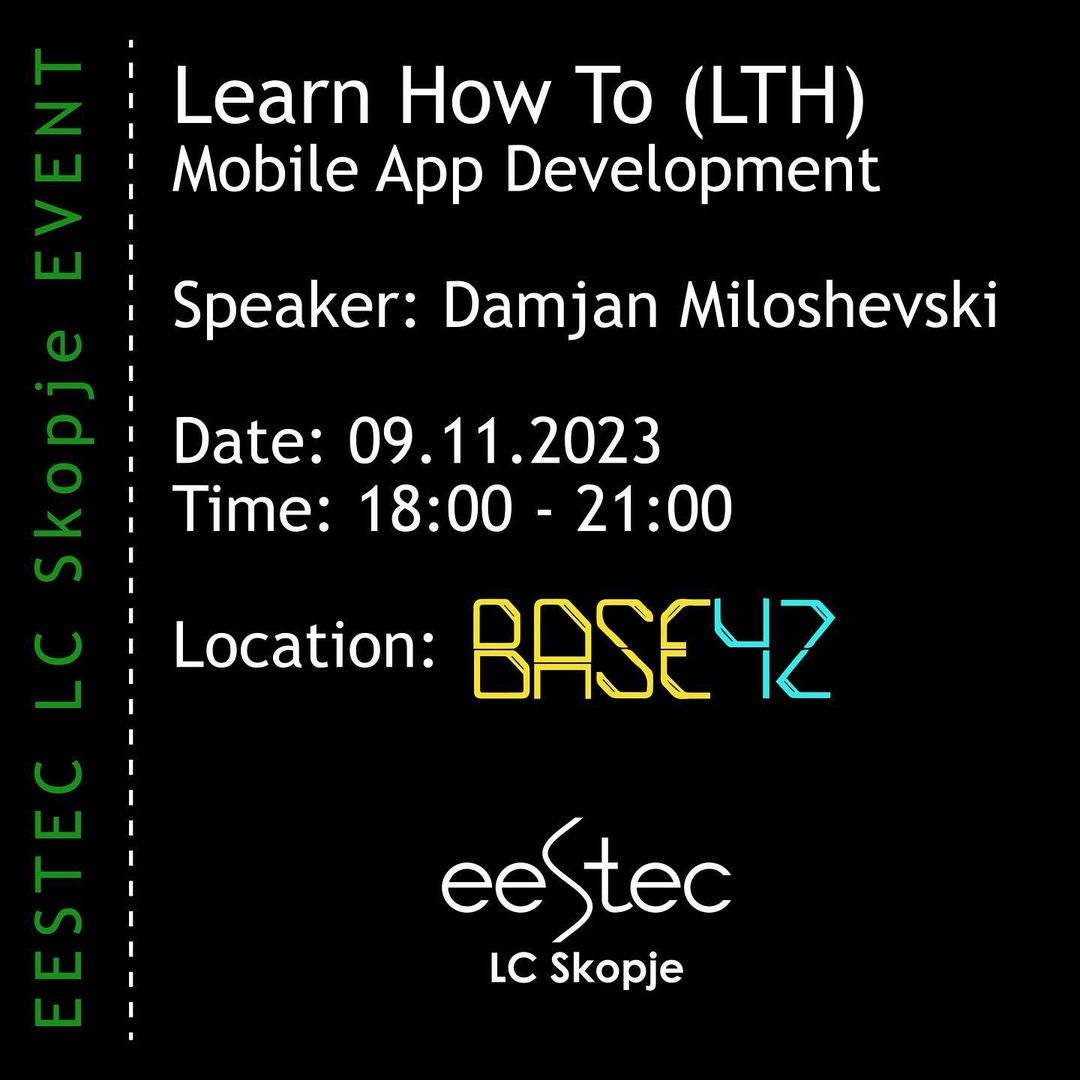 EESTEC LC Skopje EVENT
Learn How To (LTH)
Mobile App Development
Speaker: Damjan Miloshevski
Date: 09.11.2023
Time: 18:00 - 21:00
Location: BASE42
eestec
LC Skopje